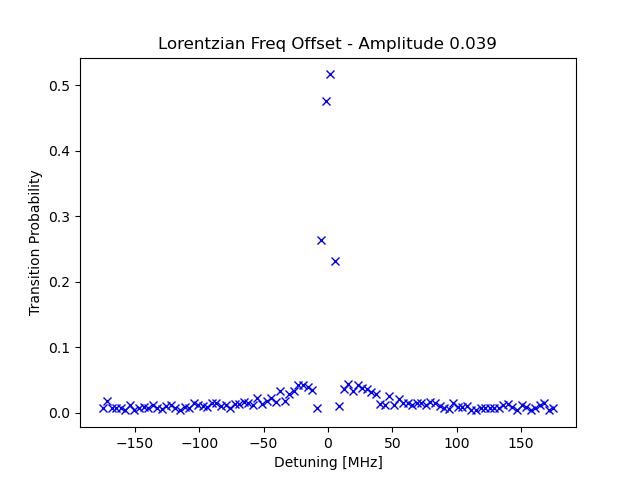 Lorentzian Freq Offset - Amplitude 0.039
Transition Probability
0.5
0.4
0.3
0.2
0.1
0.0
−150 −100 −50 0 50 100 150
Detuning [MHz]